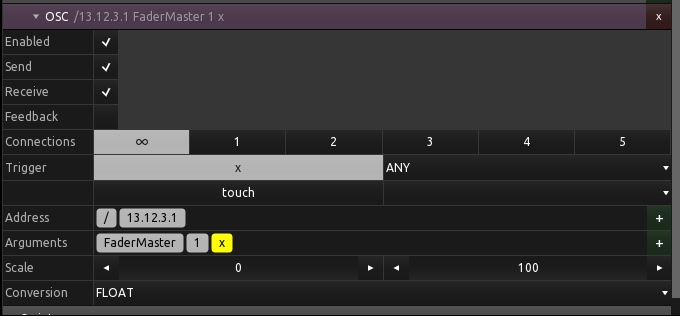 OSC /13.12.3.1 FaderMaster 1 x x
Enabled
Send
Receive
Feedback
Connections ∞ 1 2 3 4 5
Trigger x ANY
touch
Address / 13.12.3.1 +
Arguments FaderMaster 1 x +
Scale 0 100
Conversion FLOAT